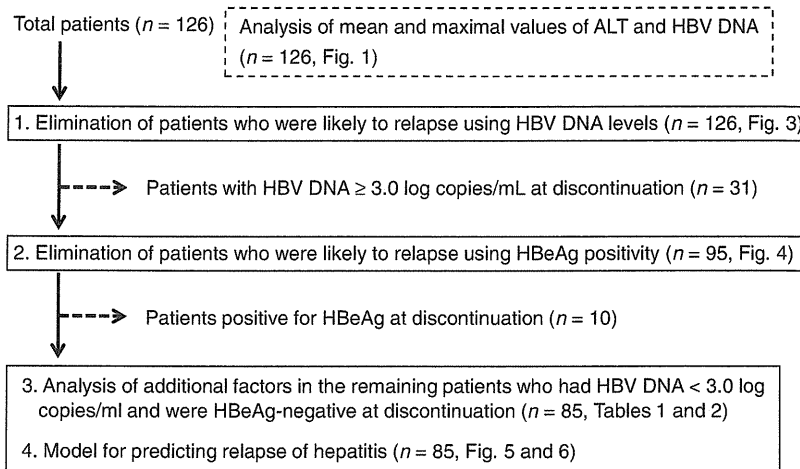 Total patients (n = 126)
Analysis of mean and maximal values of ALT and HBV DNA
(n = 126, Fig. 1)
1. Elimination of patients who were likely to relapse using HBV DNA levels (n = 126, Fig. 3)
Patients with HBV DNA ≥ 3.0 log copies/mL at discontinuation (n = 31)
2. Elimination of patients who were likely to relapse using HBeAg positivity (n = 95, Fig. 4)
Patients positive for HBeAg at discontinuation (n = 10)
3. Analysis of additional factors in the remaining patients who had HBV DNA < 3.0 log
copies/ml and were HBeAg-negative at discontinuation (n = 85, Tables 1 and 2)
4. Model for predicting relapse of hepatitis (n = 85, Fig. 5 and 6)